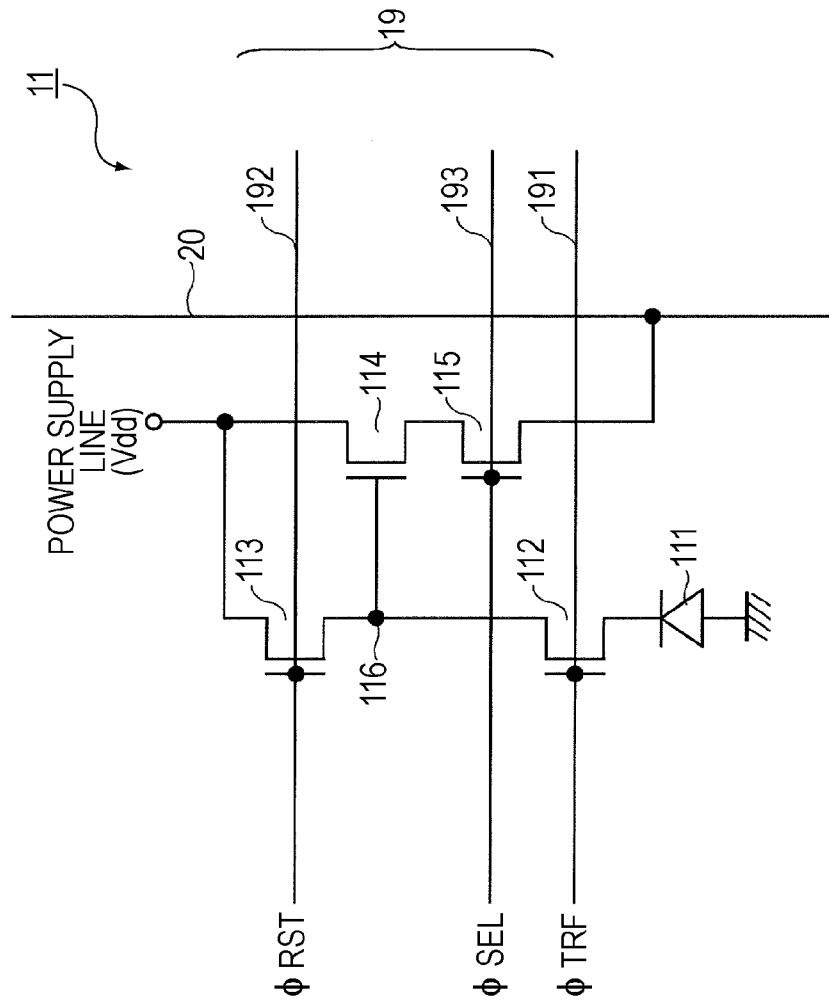 11
19
POWER SUPPLY
LINE
(Vdd)
20
192
113
114
193
115
116
191
112
111
ϕ RST
ϕ SEL
ϕ TRF